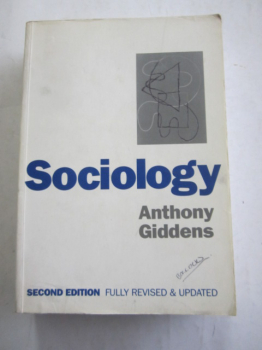 Sociology
Anthony
Giddens
SECOND EDITION FULLY REVISED & UPDATED